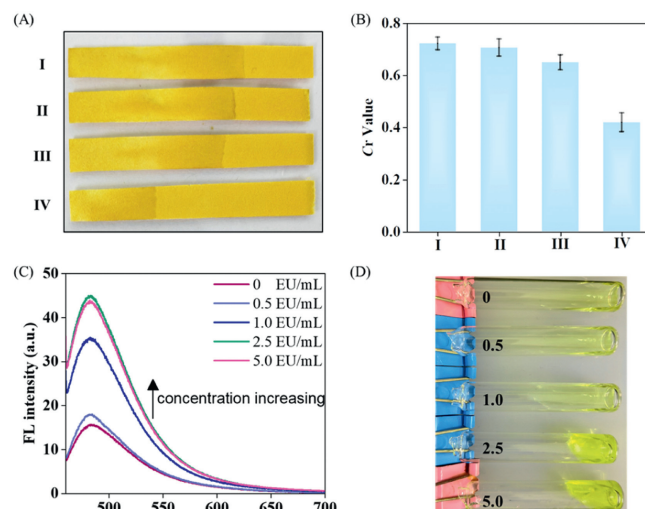 (A)
I
II
III
IV
(B)
0.8
0.6
0.4
0.2
0.0
Cr Value
I II III IV
(C)
50
40
30
20
10
0
FL intensity (a.u.)
0 EU/mL
0.5 EU/mL
1.0 EU/mL
2.5 EU/mL
5.0 EU/mL
concentration increasing
500 550 600 650 700
(D)
0
0.5
1.0
2.5
5.0